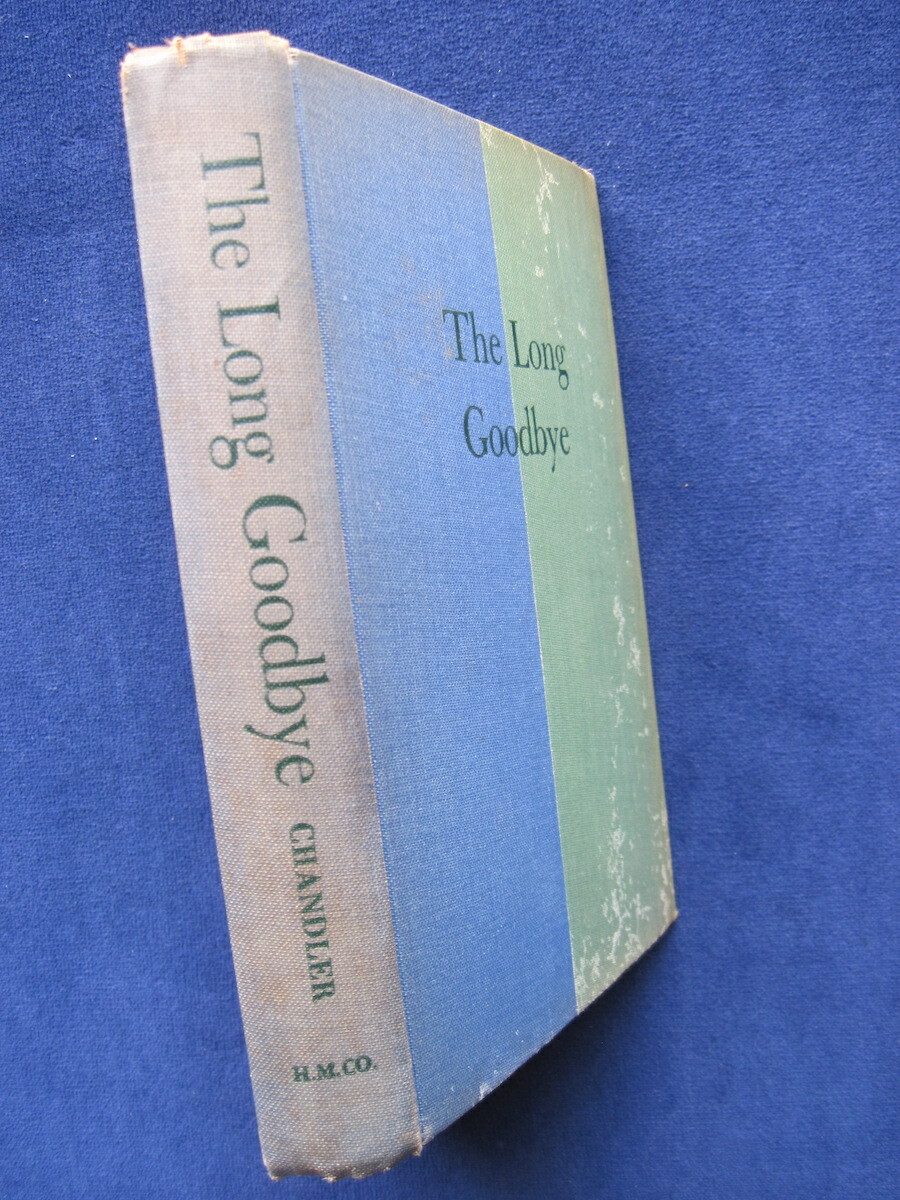 The Long Goodbye CHANDLER
H.M.CO.
The Long
Goodbye